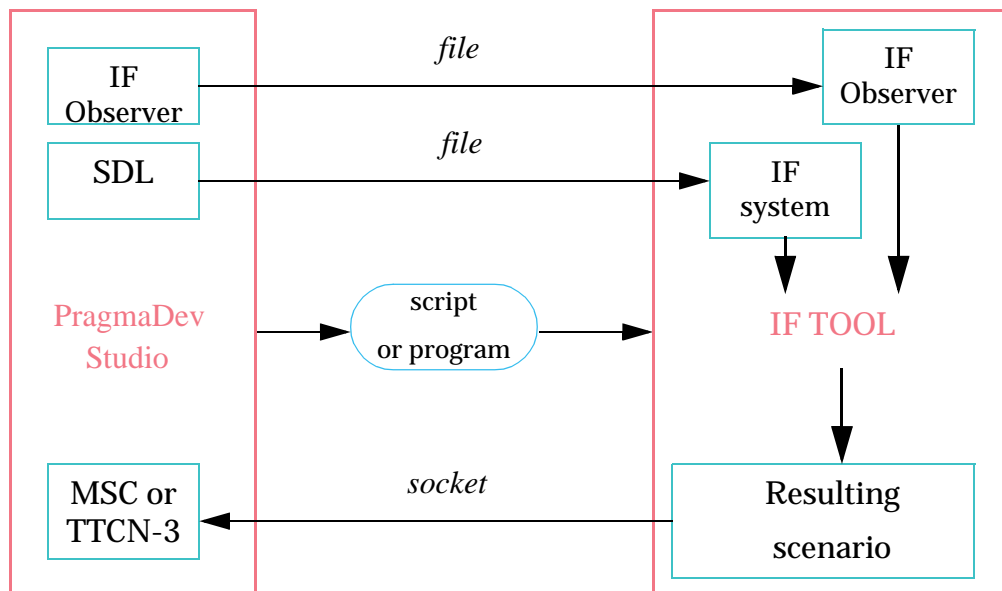 file
IF
Observer
IF
Observer
file
SDL
IF
system
PragmaDev
Studio
script
or program
IF TOOL
MSC or
TTCN-3
socket
Resulting
scenario